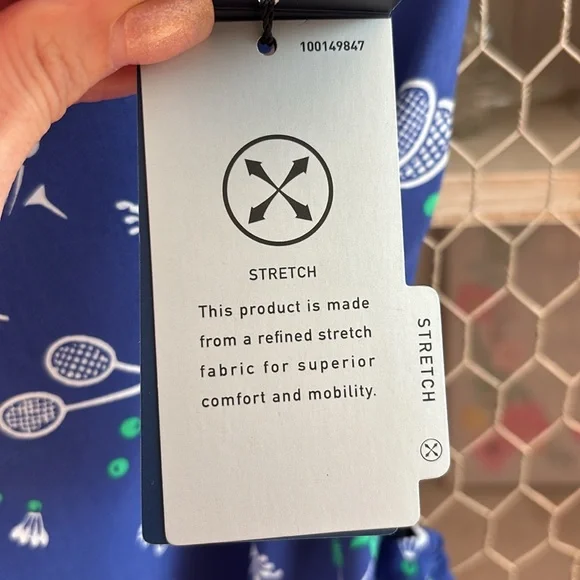 100149847
STRETCH
This product is made
from a refined stretch
fabric for superior
comfort and mobility.
STRETCH